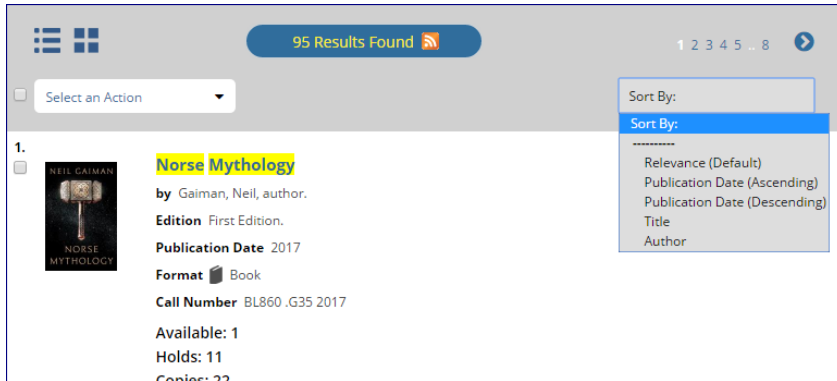 95 Results Found
1 2 3 4 5 .. 8
Select an Action
Sort By:
Sort By:
----------
Relevance (Default)
Publication Date (Ascending)
Publication Date (Descending)
Title
Author
1.
NEIL GAIMAN
NORSE
MYTHOLOGY
Norse Mythology
by Gaiman, Neil, author.
Edition First Edition.
Publication Date 2017
Format Book
Call Number BL860 .G35 2017
Available: 1
Holds: 11
Copies: 22